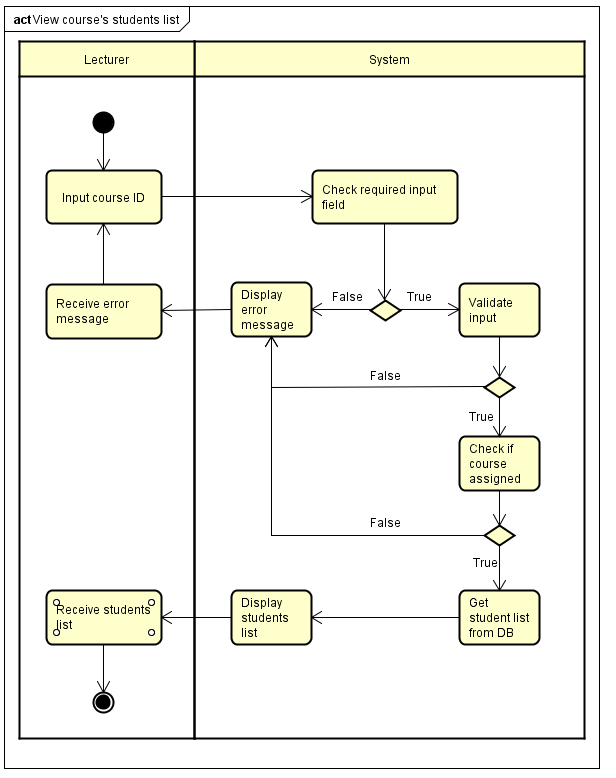 act View course's students list
Lecturer
System
Input course ID
Check required input
field
Receive error
message
Display
error
message
False
True
Validate
input
False
True
Check if
course
assigned
False
True
Receive students
list
Display
students
list
Get
student list
from DB